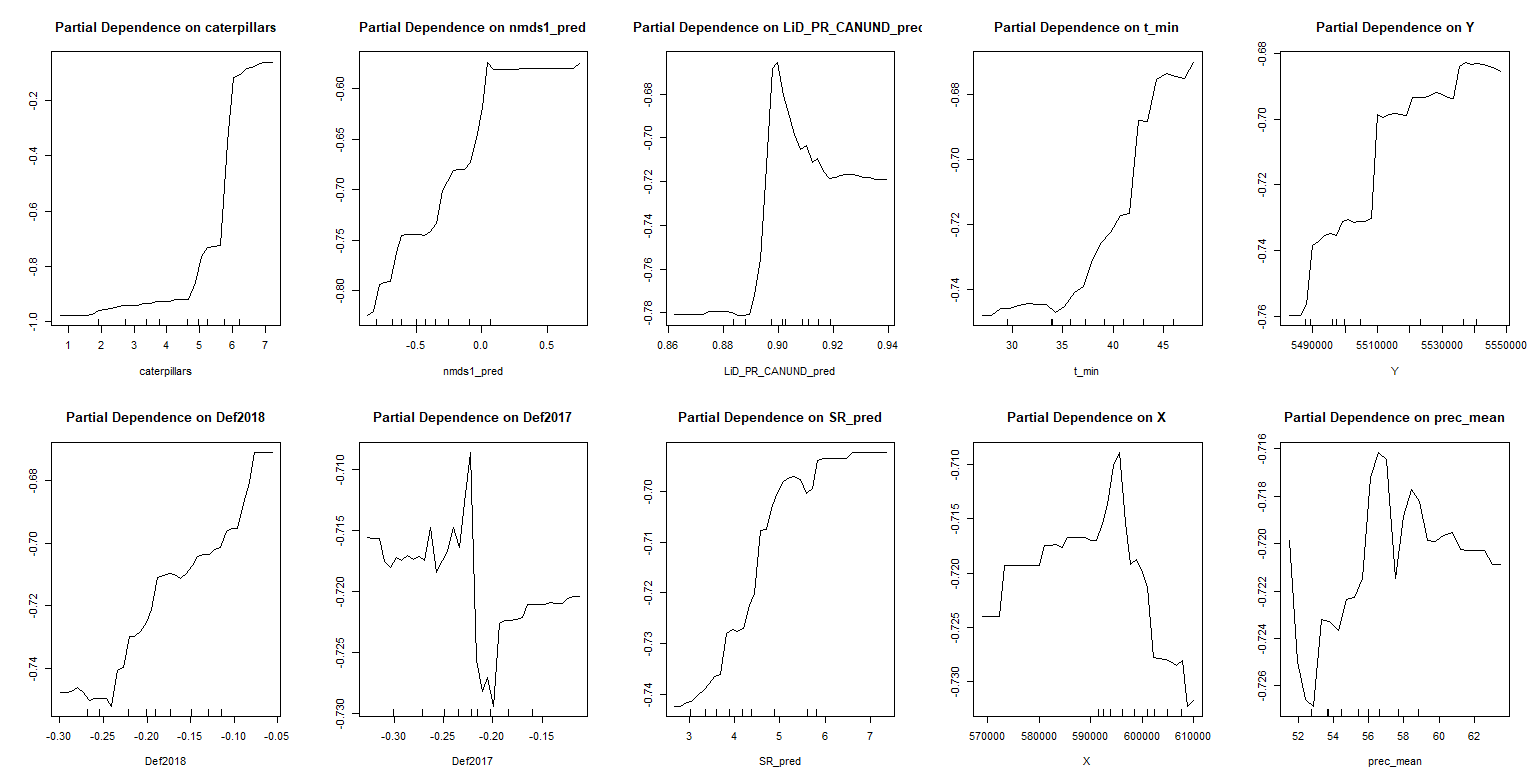 Partial Dependence on caterpillars
-0.2
-0.4
-0.6
-0.8
-1.0
1 2 3 4 5 6 7
caterpillars
Partial Dependence on nmds1_pred
-0.60
-0.65
-0.70
-0.75
-0.80
-0.5 0.0 0.5
nmds1_pred
Partial Dependence on LiD_PR_CANUND_pred
-0.68
-0.70
-0.72
-0.74
-0.76
-0.78
0.86 0.88 0.90 0.92 0.94
LiD_PR_CANUND_pred
Partial Dependence on t_min
-0.68
-0.70
-0.72
-0.74
30 35 40 45
t_min
Partial Dependence on Y
-0.68
-0.70
-0.72
-0.74
-0.76
5490000 5510000 5530000 5550000
Y
Partial Dependence on Def2018
-0.68
-0.70
-0.72
-0.74
-0.30 -0.25 -0.20 -0.15 -0.10 -0.05
Def2018
Partial Dependence on Def2017
-0.710
-0.715
-0.720
-0.725
-0.730
-0.30 -0.25 -0.20 -0.15
Def2017
Partial Dependence on SR_pred
-0.70
-0.71
-0.72
-0.73
-0.74
3 4 5 6 7
SR_pred
Partial Dependence on X
-0.710
-0.715
-0.720
-0.725
-0.730
570000 580000 590000 600000 610000
X
Partial Dependence on prec_mean
-0.716
-0.718
-0.720
-0.722
-0.724
-0.726
52 54 56 58 60 62
prec_mean